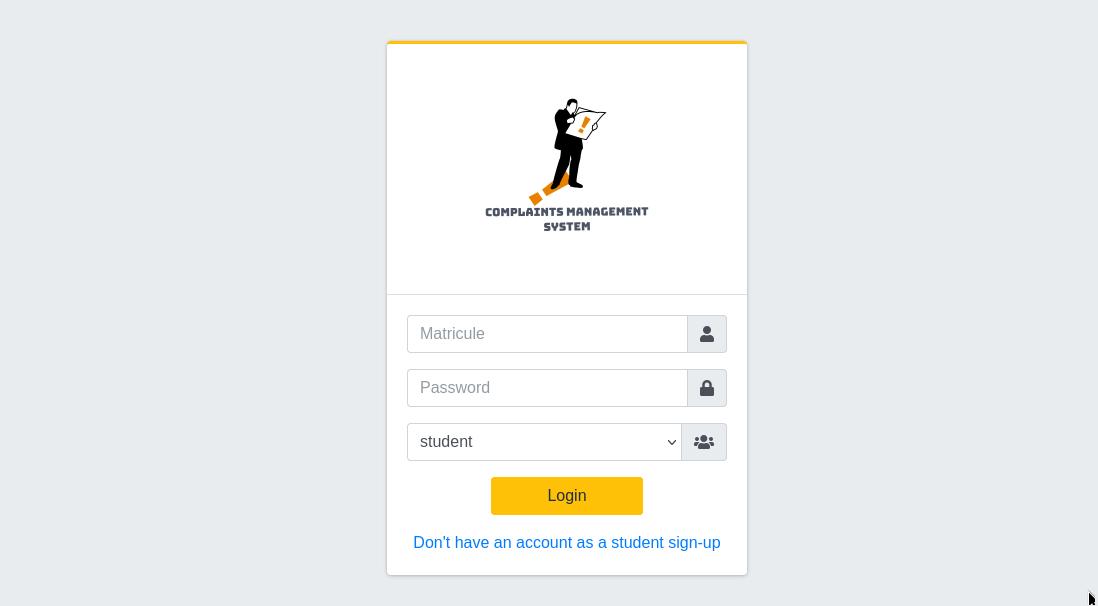 COMPLAINTS MANAGEMENT
SYSTEM
Matricule
Password
student
Login
Don't have an account as a student sign-up